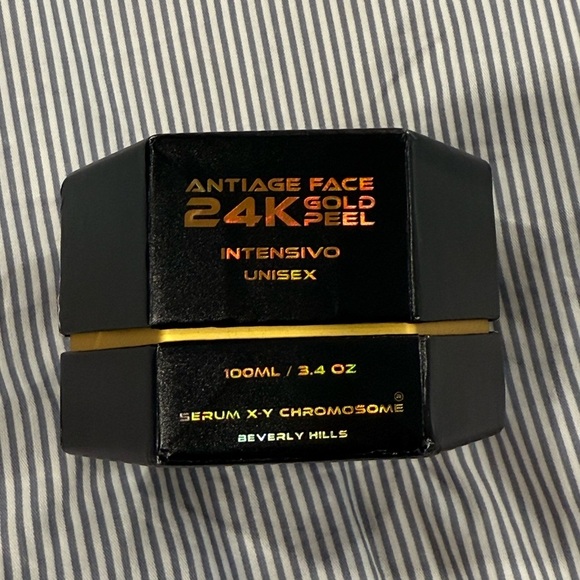 ANTIAGE FACE
24K GOLD PEEL
INTENSIVO
UNISEX
100ML / 3.4 OZ
SERUM X-Y CHROMOSOME®
BEVERLY HILLS